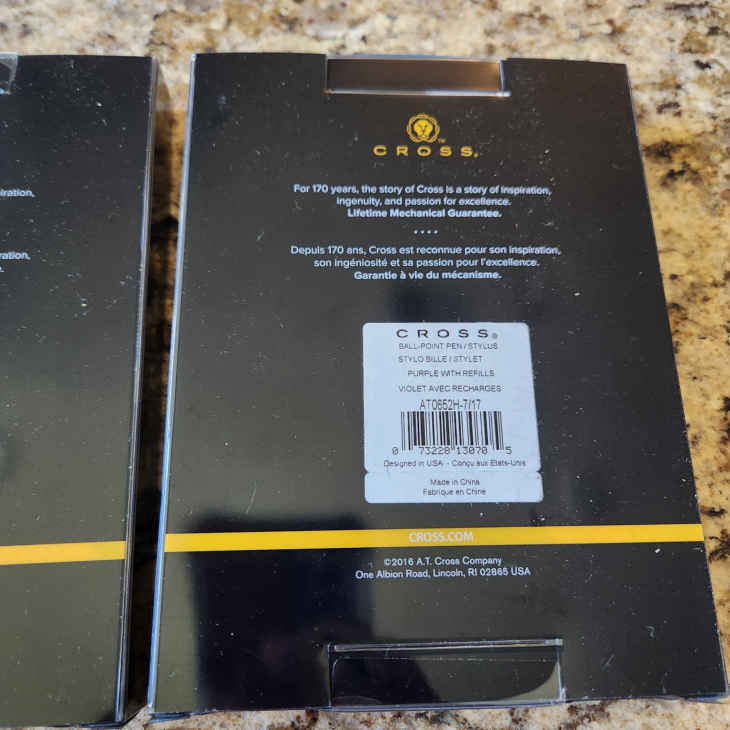 piration,
ration,
CROSS®
For 170 years, the story of Cross is a story of inspiration,
ingenuity, and passion for excellence.
Lifetime Mechanical Guarantee.
Depuis 170 ans, Cross est reconnue pour son inspiration,
son ingéniosité et sa passion pour l'excellence.
Garantie à vie du mécanisme.
CROSS®
BALL-POINT PEN / STYLUS
STYLO BILLE / STYLET
PURPLE WITH REFILLS
VIOLET AVEC RECHARGES
AT0652H-7/17
0 73228 13070 5
Designed in USA - Conçu aux Etats-Unis
Made in China
Fabrique en Chine
CROSS.COM
©2016 A.T. Cross Company
One Albion Road, Lincoln, RI 02865 USA